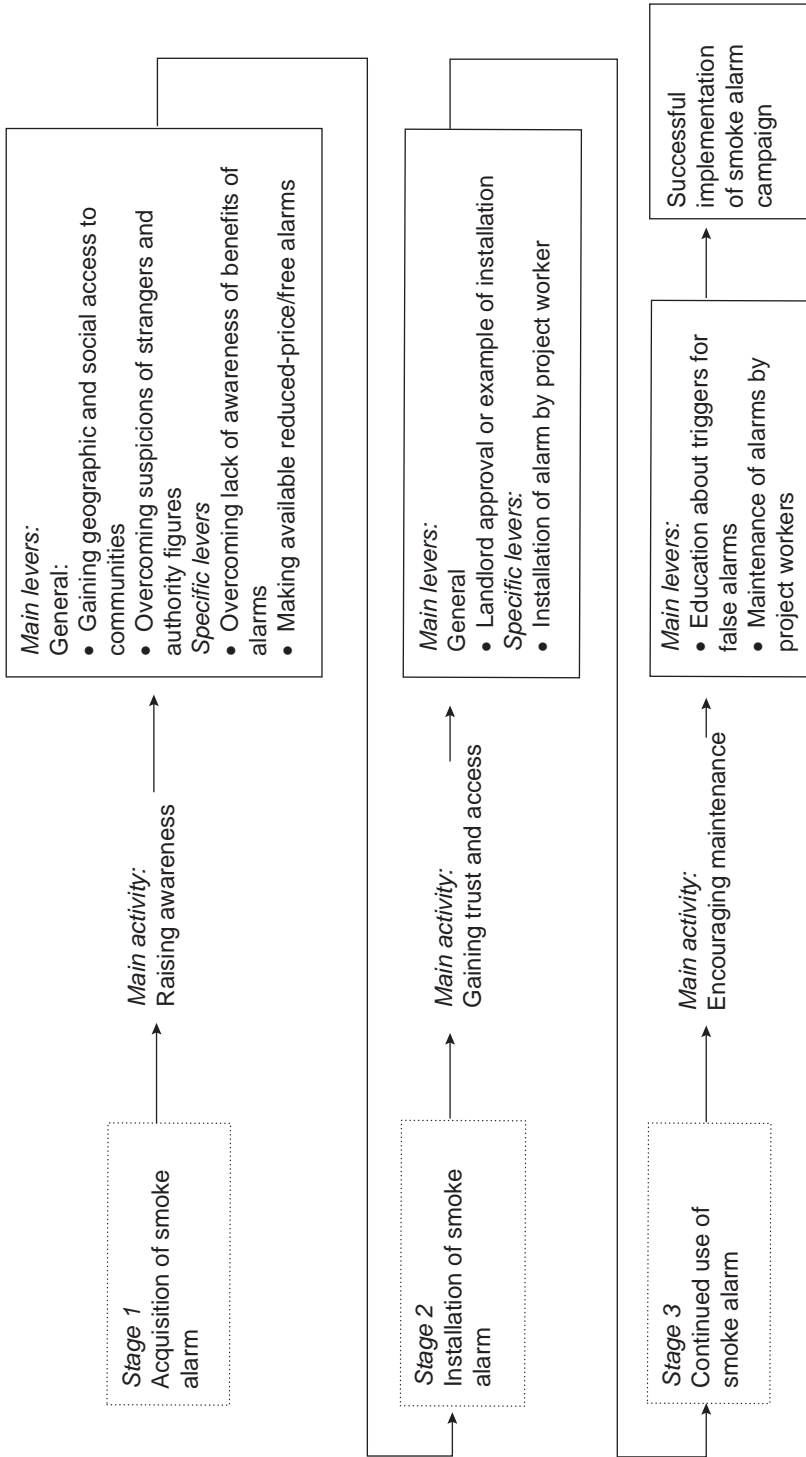 Stage 1
Acquisition of smoke
alarm
Main activity:
Raising awareness
Main levers:
General:
• Gaining geographic and social access to
communities
• Overcoming suspicions of strangers and
authority figures
Specific levers
• Overcoming lack of awareness of benefits of
alarms
• Making available reduced-price/free alarms
Stage 2
Installation of smoke
alarm
Main activity:
Gaining trust and access
Main levers:
General
• Landlord approval or example of installation
Specific levers:
• Installation of alarm by project worker
Stage 3
Continued use of
smoke alarm
Main activity:
Encouraging maintenance
Main levers:
• Education about triggers for
false alarms
• Maintenance of alarms by
project workers
Successful
implementation
of smoke alarm
campaign